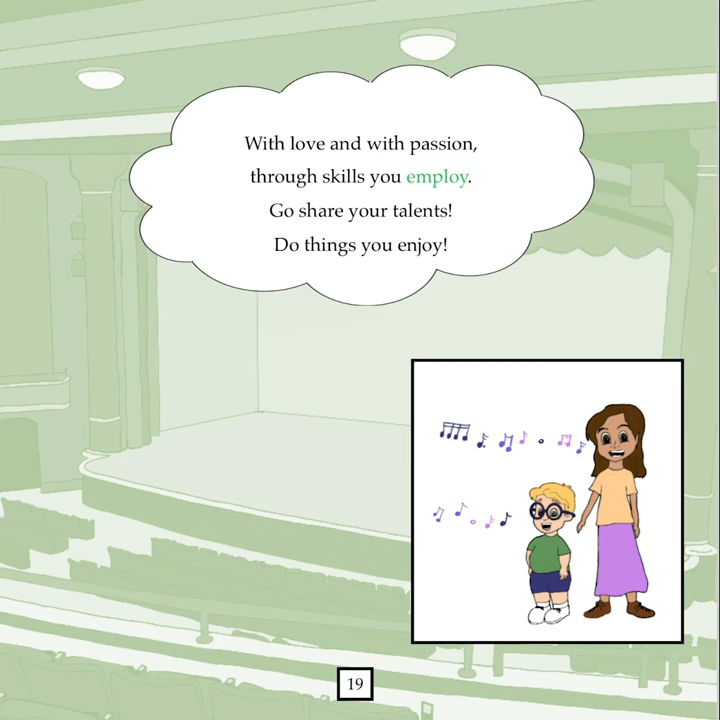 With love and with passion,
through skills you employ.
Go share your talents!
Do things you enjoy!
19